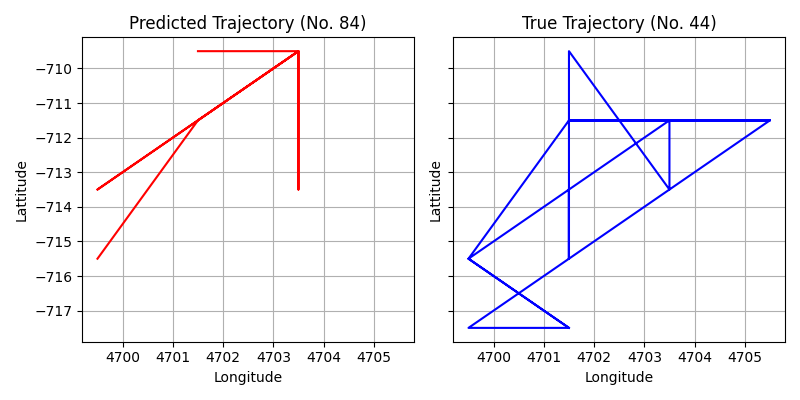 Predicted Trajectory (No. 84)
True Trajectory (No. 44)
−710
−711
−712
−713
−714
−715
−716
−717
Lattitude
Lattitude
4700 4701 4702 4703 4704 4705
4700 4701 4702 4703 4704 4705
Longitude
Longitude